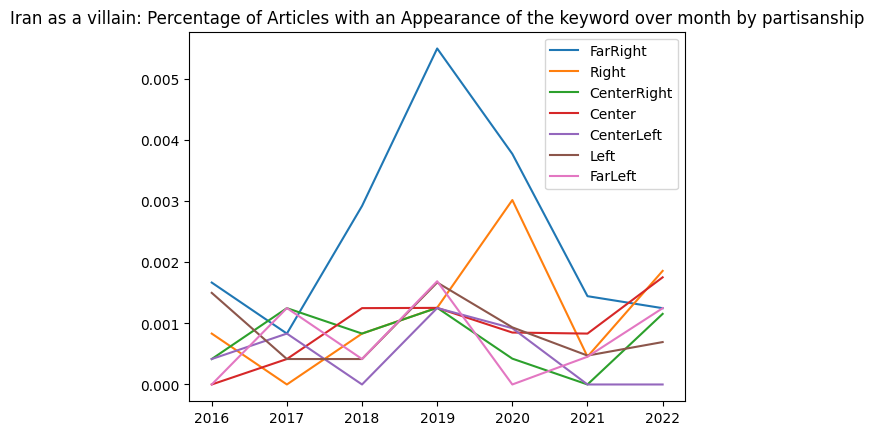 Iran as a villain: Percentage of Articles with an Appearance of the keyword over month by partisanship
FarRight
Right
CenterRight
Center
CenterLeft
Left
FarLeft
0.005
0.004
0.003
0.002
0.001
0.000
2016 2017 2018 2019 2020 2021 2022